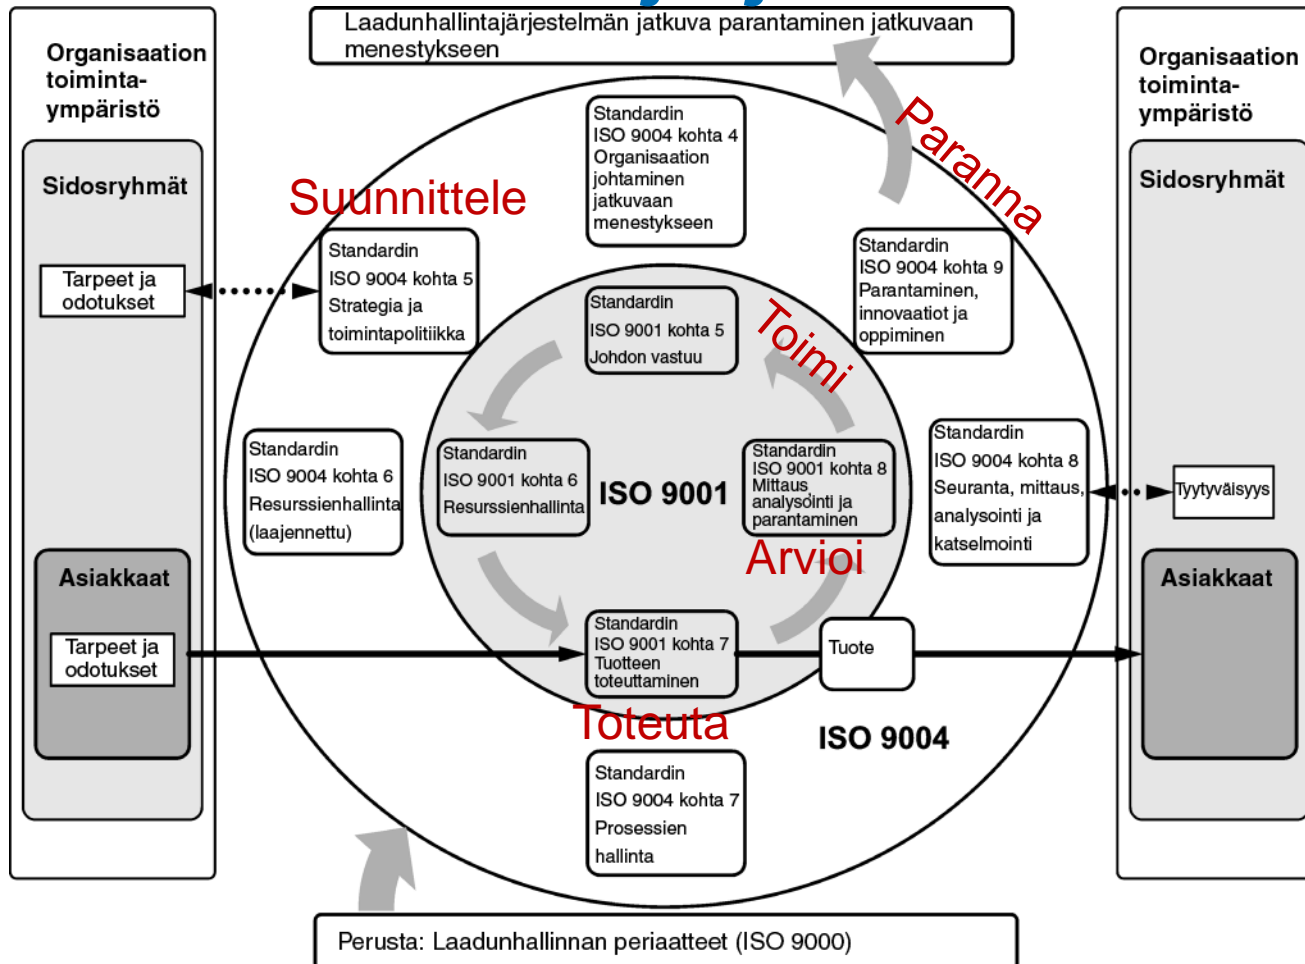 Laadunhallintajärjestelmän jatkuva parantaminen jatkuvaan
menestykseen
Organisaation
toiminta-
ympäristö
Sidosryhmät
Tarpeet ja
odotukset
Asiakkaat
Tarpeet ja
odotukset
Suunnittele
Standardin
ISO 9004 kohta 4
Organisaation
johtaminen
jatkuvaan
menestykseen
Paranna
Standardin
ISO 9004 kohta 5
Strategia ja
toimintapolitiikka
Standardin
ISO 9004 kohta 9
Parantaminen,
innovaatiot ja
oppiminen
Standardin
ISO 9001 kohta 5
Johdon vastuu
Toimi
Standardin
ISO 9004 kohta 6
Resurssienhallinta
(laajennettu)
Standardin
ISO 9001 kohta 6
Resurssienhallinta
ISO 9001
Standardin
ISO 9001 kohta 8
Mittaus,
analysointi ja
parantaminen
Arvioi
Standardin
ISO 9004 kohta 8
Seuranta, mittaus,
analysointi ja
katselmointi
Standardin
ISO 9001 kohta 7
Tuotteen
toteuttaminen
Tuote
Toteuta
ISO 9004
Standardin
ISO 9004 kohta 7
Prosessien
hallinta
Organisaation
toiminta-
ympäristö
Sidosryhmät
Tyytyväisyys
Asiakkaat
Perusta: Laadunhallinnan periaatteet (ISO 9000)